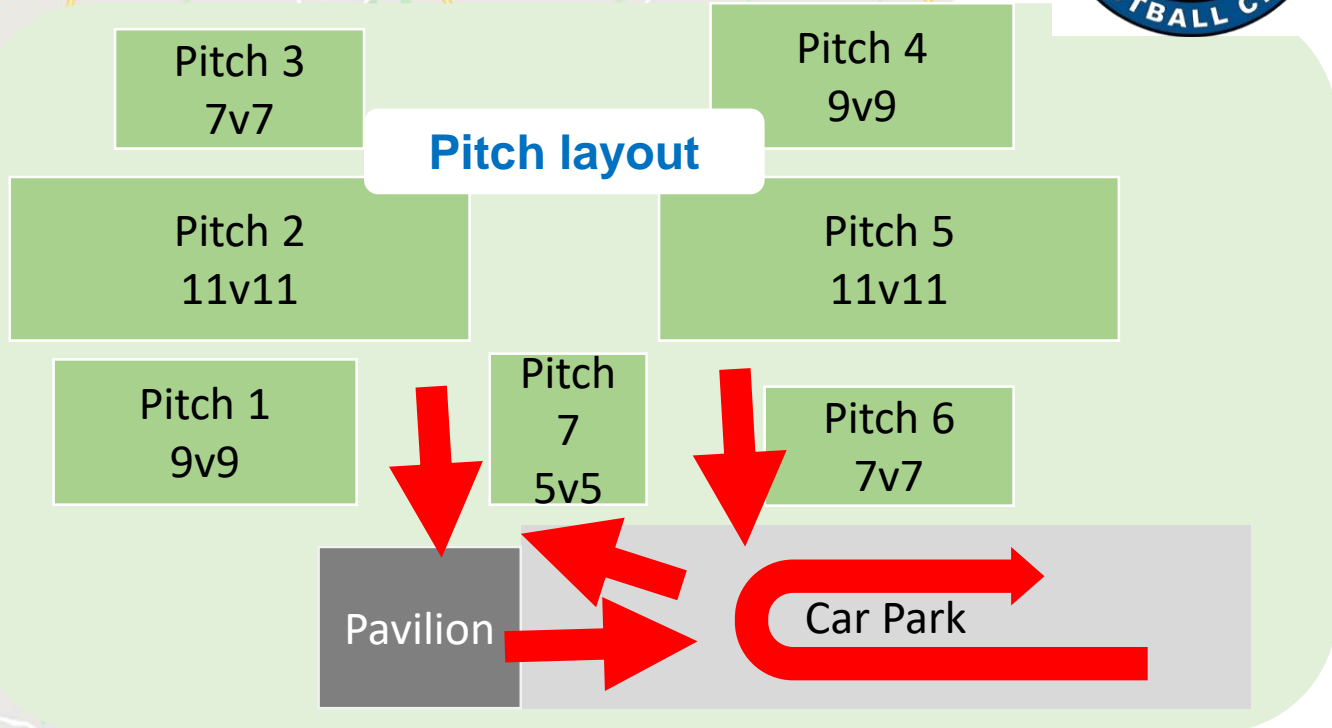 TBALL C
Pitch 3
7v7
Pitch 4
9v9
Pitch layout
Pitch 2
11v11
Pitch 5
11v11
Pitch 1
9v9
Pitch
7
5v5
Pitch 6
7v7
Pavilion
Car Park